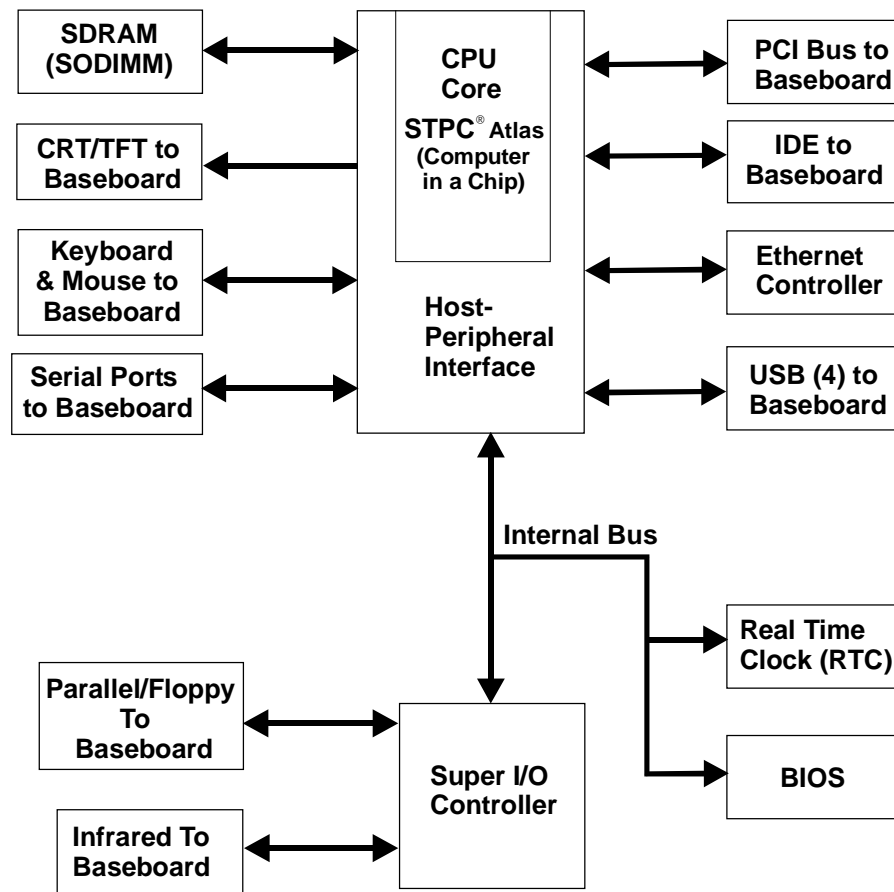 SDRAM
(SODIMM)
CRT/TFT to
Baseboard
Keyboard
& Mouse to
Baseboard
Serial Ports
to Baseboard
CPU
Core
STPC® Atlas
(Computer
in a Chip)
Host-
Peripheral
Interface
PCI Bus to
Baseboard
IDE to
Baseboard
Ethernet
Controller
USB (4) to
Baseboard
Internal Bus
Real Time
Clock (RTC)
BIOS
Parallel/Floppy
To
Baseboard
Infrared To
Baseboard
Super I/O
Controller